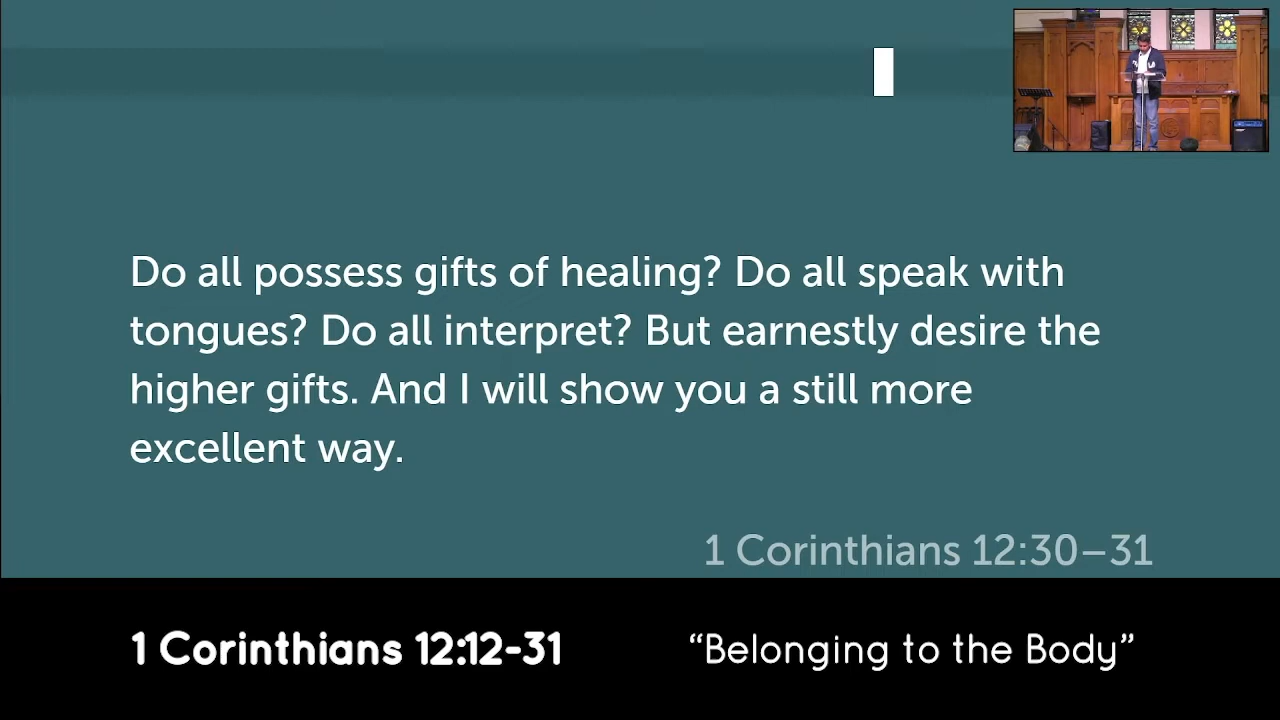 Do all possess gifts of healing? Do all speak with
tongues? Do all interpret? But earnestly desire the
higher gifts. And I will show you a still more
excellent way.
1 Corinthians 12:30–31
1 Corinthians 12:12-31
“Belonging to the Body”